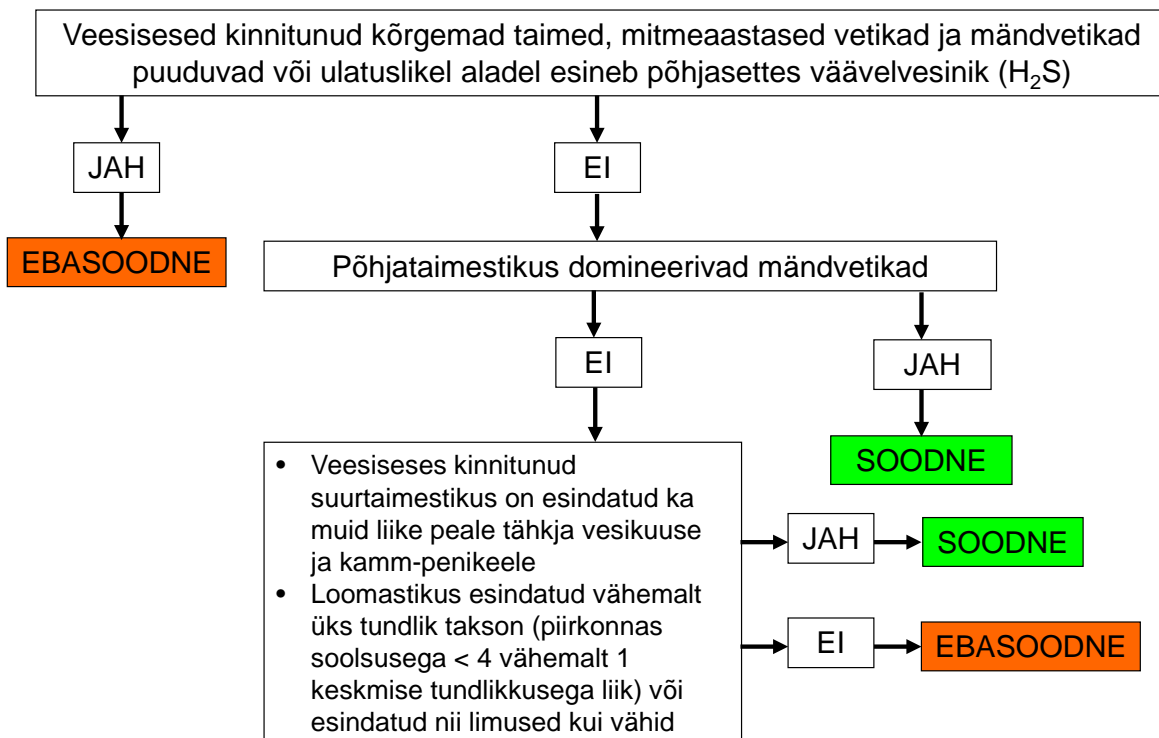 Veesisesed kinnitunud kõrgemad taimed, mitmeaastased vetikad ja mändvetikad
puuduvad või ulatuslikel aladel esineb põhjasettes väävelvesinik (H₂S)
JAH
EI
EBASOODNE
Põhjataimestikus domineerivad mändvetikad
EI
JAH
SOODNE
• Veesiseses kinnitunud
suurtaimestikus on esindatud ka
muid liike peale tähkja vesikuuse
ja kamm-penikeele
• Loomastikus esindatud vähemalt
üks tundlik takson (piirkonnas
soolsusega < 4 vähemalt 1
keskmise tundlikkusega liik) või
esindatud nii limused kui vähid
JAH
SOODNE
EI
EBASOODNE